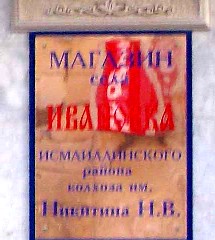 МАГАЗИН
села
ИВАНОВКА
ИСМАИЛЛИНСКОГО
района
колхоза им.
Никитина Н.В.